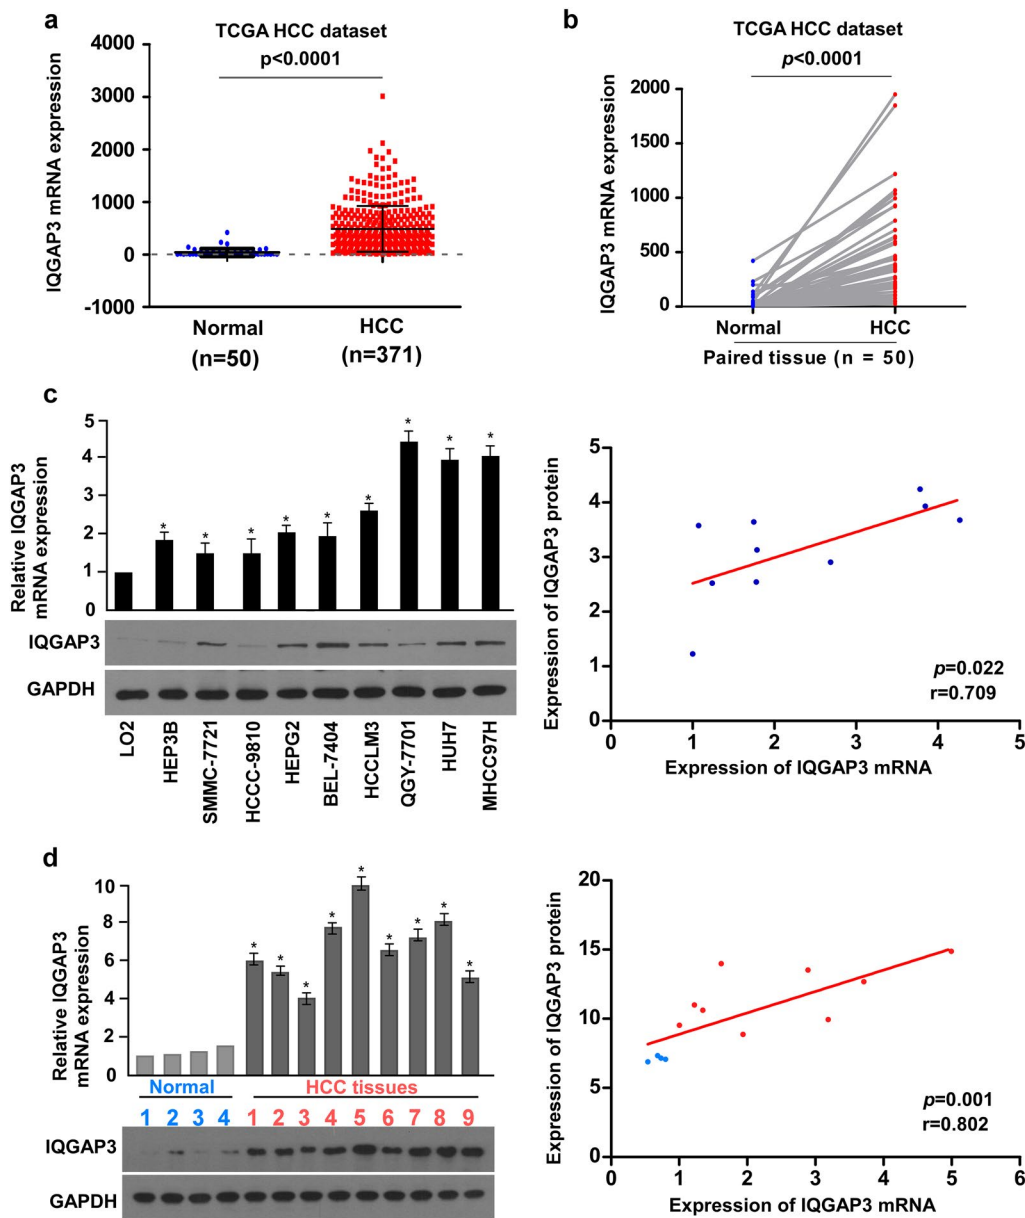 a
TCGA HCC dataset
p<0.0001
IQGAP3 mRNA expression
4000
3000
2000
1000
0
-1000
Normal
HCC
(n=50)
(n=371)
b
TCGA HCC dataset
p<0.0001
IQGAP3 mRNA expression
2000
1500
1000
500
0
Normal
HCC
Paired tissue (n = 50)
c
Relative IQGAP3
mRNA expression
5
4
3
2
1
0
* * * * * * * * *
IQGAP3
GAPDH
LO2
HEP3B
SMMC-7721
HCCC-9810
HEPG2
BEL-7404
HCCLM3
QGY-7701
HUH7
MHCC97H
Expression of IQGAP3 protein
5
4
3
2
1
0
p=0.022
r=0.709
0 1 2 3 4 5
Expression of IQGAP3 mRNA
d
Relative IQGAP3
mRNA expression
10
8
6
4
2
0
* * * * * * * * *
Normal
HCC tissues
1 2 3 4 1 2 3 4 5 6 7 8 9
IQGAP3
GAPDH
Expression of IQGAP3 protein
20
15
10
5
0
p=0.001
r=0.802
0 1 2 3 4 5 6
Expression of IQGAP3 mRNA